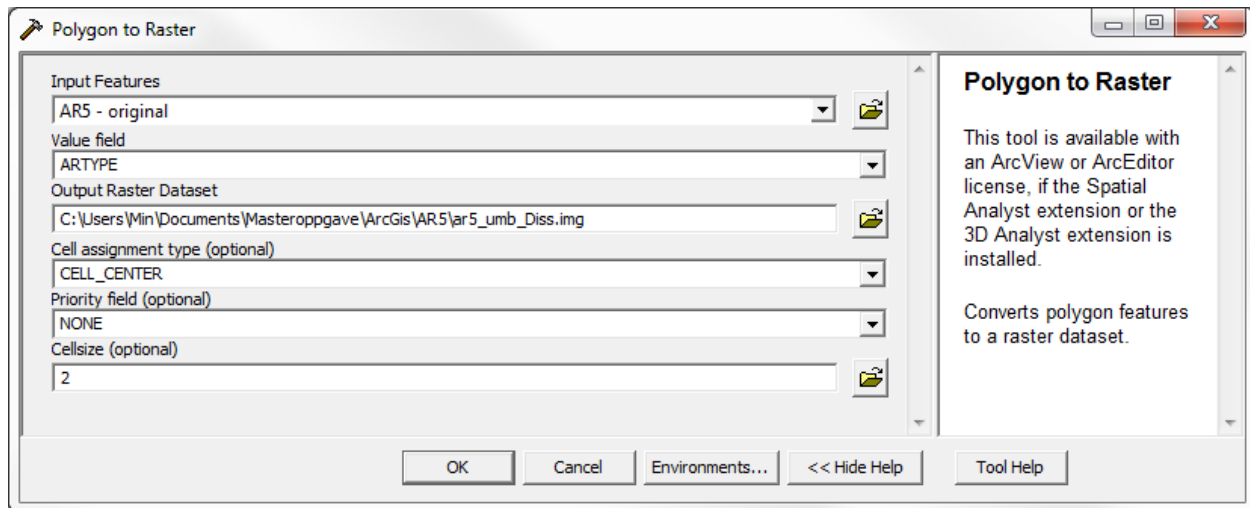 Polygon to Raster
Input Features
AR5 - original
Value field
ARTYPE
Output Raster Dataset
C:\Users\Min\Documents\Masteroppgave\ArcGis\AR5\ar5_umb_Diss.img
Cell assignment type (optional)
CELL_CENTER
Priority field (optional)
NONE
Cellsize (optional)
2
Polygon to Raster
This tool is available with
an ArcView or ArcEditor
license, if the Spatial
Analyst extension or the
3D Analyst extension is
installed.
Converts polygon features
to a raster dataset.
OK Cancel Environments... << Hide Help Tool Help